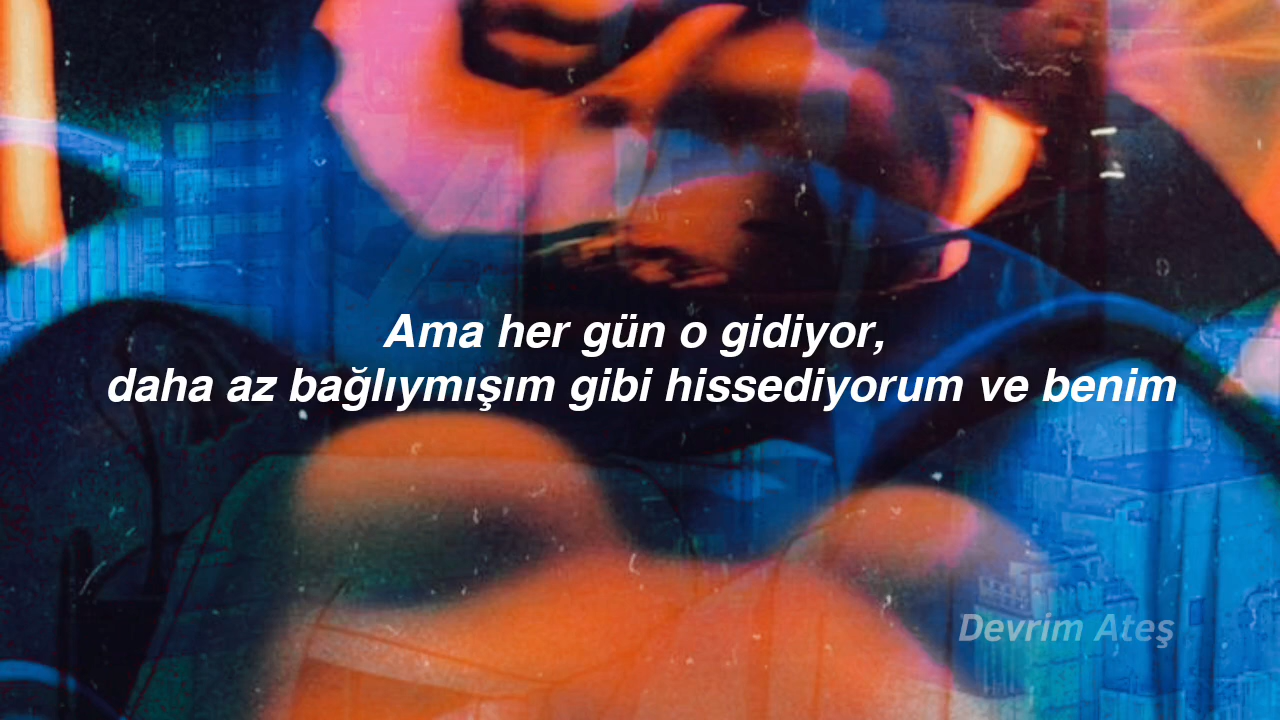 Ama her gün o gidiyor,
daha az bağlıymışım gibi hissediyorum ve benim
Devrim Ateş